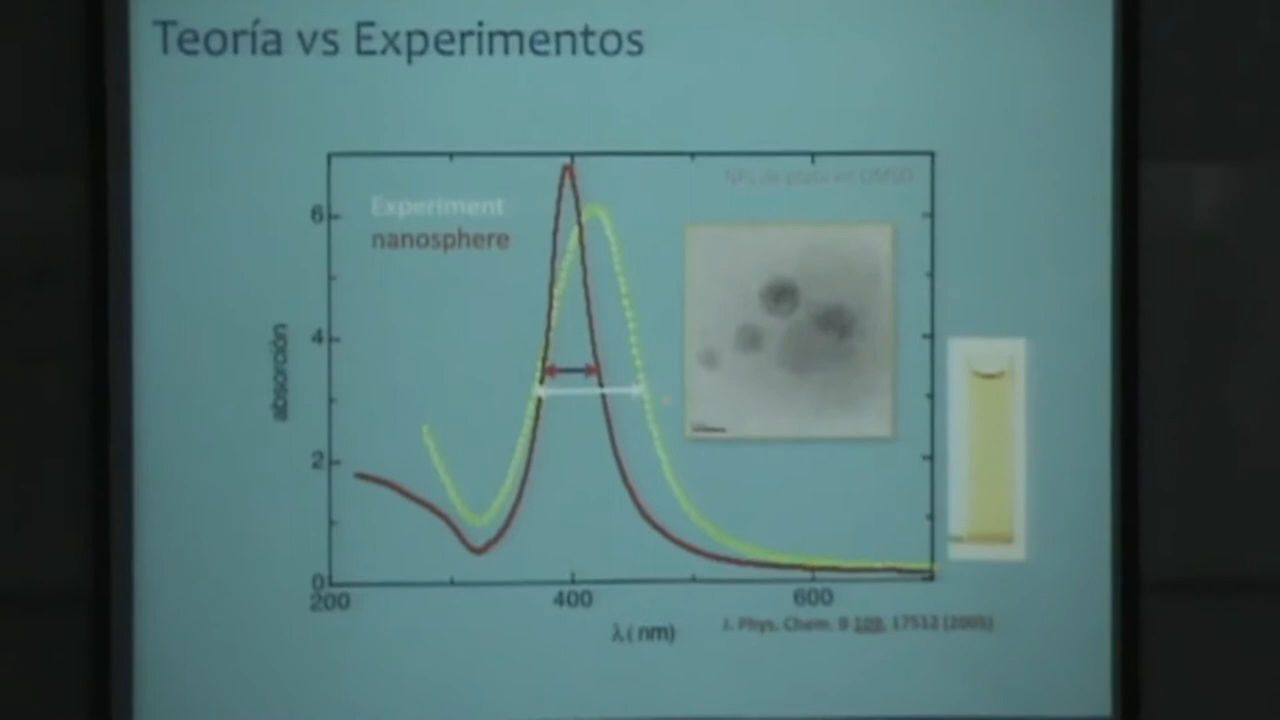 Teoría vs Experimentos
NPs de plata en DMSO
Experiment
nanosphere
6
4
2
0
absorción
200
400
600
λ(nm)
J. Phys. Chem. B 109, 17512 (2005)